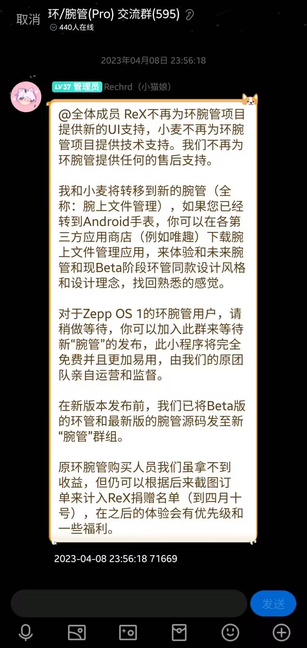 取消
环/腕管(Pro) 交流群(595)
440人在线
2023年04月08日 23:56:18
LV37 管理员 Rechrd（小猫娘）
@全体成员 ReX不再为环腕管项目
提供新的UI支持，小麦不再为环腕
管项目提供技术支持。我们不再为
环腕管提供任何的售后支持。
我和小麦将转移到新的腕管（全
称：腕上文件管理），如果您已经
转到Android手表，你可以在各第
三方应用商店（例如唯趣）下载腕
上文件管理应用，来体验和未来腕
管和现Beta阶段环管同款设计风格
和设计理念，找回熟悉的感觉。
对于Zepp OS 1的环腕管用户，请
稍做等待，你可以加入此群来等待
新“腕管”的发布，此小程序将完全
免费并且更加易用，由我们的原团
队亲自运营和监督。
在新版本发布前，我们已将Beta版
的环管和最新版的腕管源码发至新
“腕管”群组。
原环腕管购买人员我们虽拿不到
收益，但仍可以根据后来截图订
单来计入ReX捐赠名单（到四月十
号），在之后的体验会有优先级和
一些福利。
2023-04-08 23:56:18 71669
发送